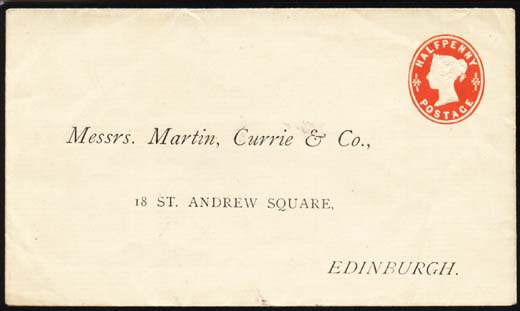 HALFPENNY
POSTAGE
Messrs. Martin, Currie & Co.,
18 ST. ANDREW SQUARE,
EDINBURGH.